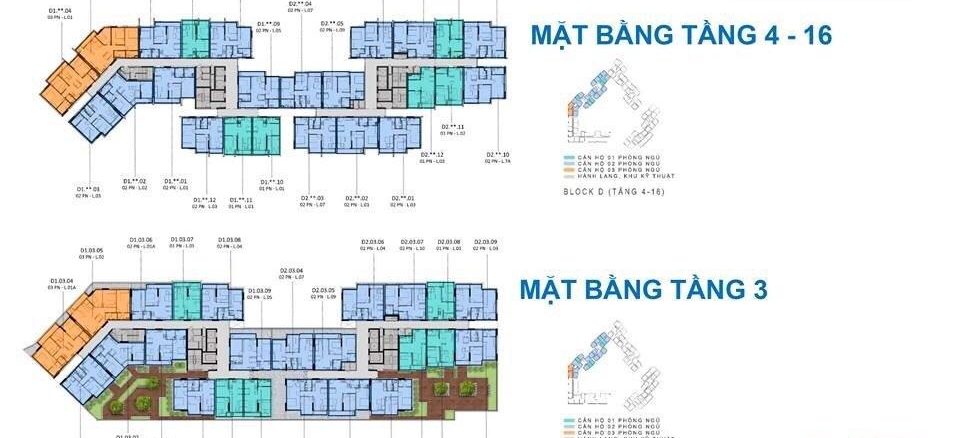 D1.**.04
03 PN - L.01
D1.**.09
02 PN - L.05
D2.**.04
02 PN - L.07
D2.**.05
02 PN - L.09
MẶT BẰNG TẦNG 4 - 16
CĂN HỘ 01 PHÒNG NGỦ
CĂN HỘ 02 PHÒNG NGỦ
CĂN HỘ 03 PHÒNG NGỦ
HÀNH LANG, KHU KỸ THUẬT
BLOCK D (TẦNG 4-16)
D2.**.11
01 PN - L.03
D2.**.12
D2.**.10
02 PN - L.7A
D1.**.03
D1.**.02
02 PN - L.02
D1.**.01
02 PN - L.03
D1.**.12
02 PN - L.03
D1.**.11
01 PN - L.01
D1.**.10
01 PN - L.01
D2.**.03
02 PN - L.07
D2.**.02
02 PN - L.01
D2.**.01
02 PN - L.03
D1.03.04
03 PN - L.01A
D1.03.05
D1.03.06
02 PN - L.01A
D1.03.07
01 PN - L.01
D1.03.08
02 PN - L.04
D1.03.09
02 PN - L.05
D2.03.04
02 PN - L.07
D2.03.05
02 PN - L.09
D2.03.06
02 PN - L.04
D2.03.07
02 PN - L.10
D2.03.08
01 PN - L.01
D2.03.09
02 PN - L.03
MẶT BẰNG TẦNG 3
CĂN HỘ 01 PHÒNG NGỦ
CĂN HỘ 02 PHÒNG NGỦ
CĂN HỘ 03 PHÒNG NGỦ
D1.03.02